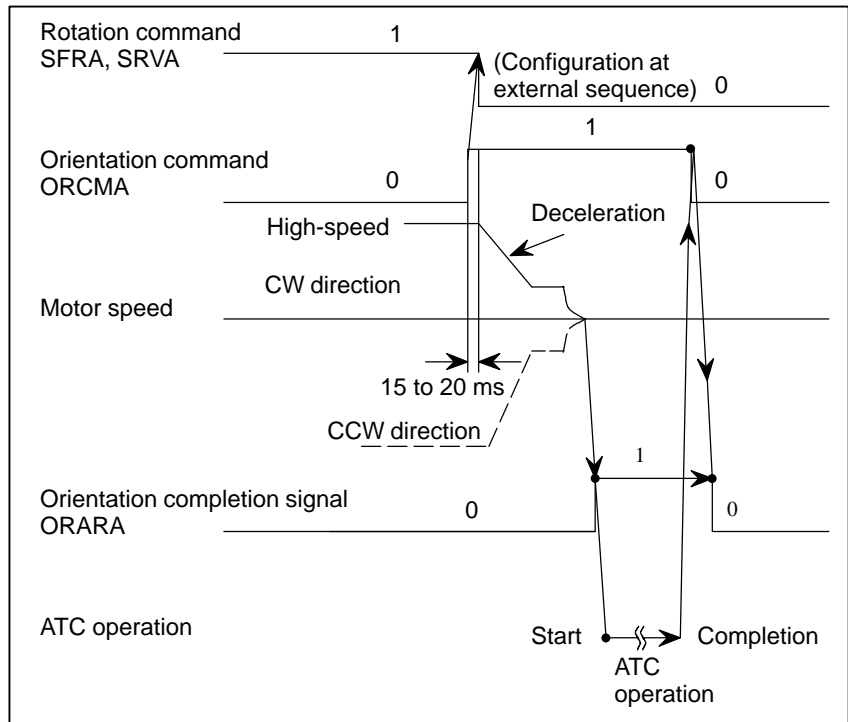 Rotation command
SFRA, SRVA
1
(Configuration at
external sequence)
0
1
Orientation command
ORCMA
0
0
Deceleration
High-speed
CW direction
Motor speed
15 to 20 ms
CCW direction
1
Orientation completion signal
ORARA
0
0
ATC operation
Start
Completion
ATC
operation